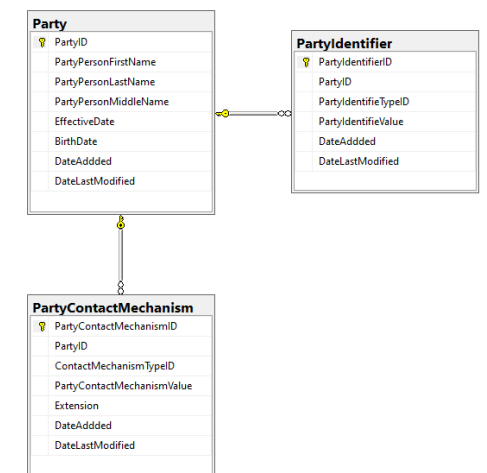 Party
PartyID
PartyPersonFirstName
PartyPersonLastName
PartyPersonMiddleName
EffectiveDate
BirthDate
DateAddded
DateLastModified
PartyIdentifier
PartyIdentifierID
PartyID
PartyIdentifieTypeID
PartyIdentifieValue
DateAddded
DateLastModified
PartyContactMechanism
PartyContactMechanismID
PartyID
ContactMechanismTypeID
PartyContactMechanismValue
Extension
DateAddded
DateLastModified